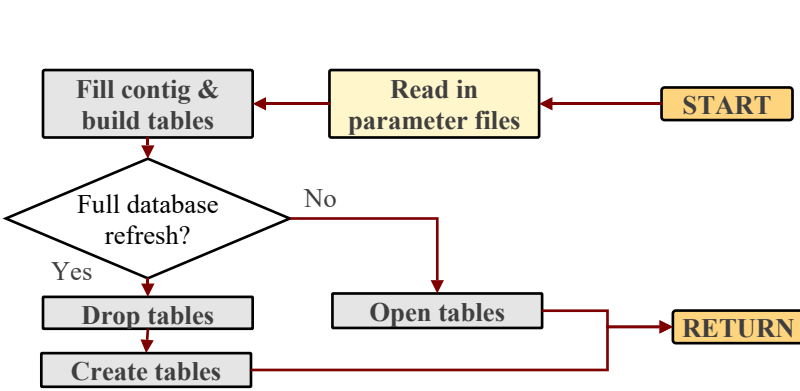 Fill contig &
build tables
Read in
parameter files
START
Full database
refresh?
No
Yes
Drop tables
Open tables
RETURN
Create tables